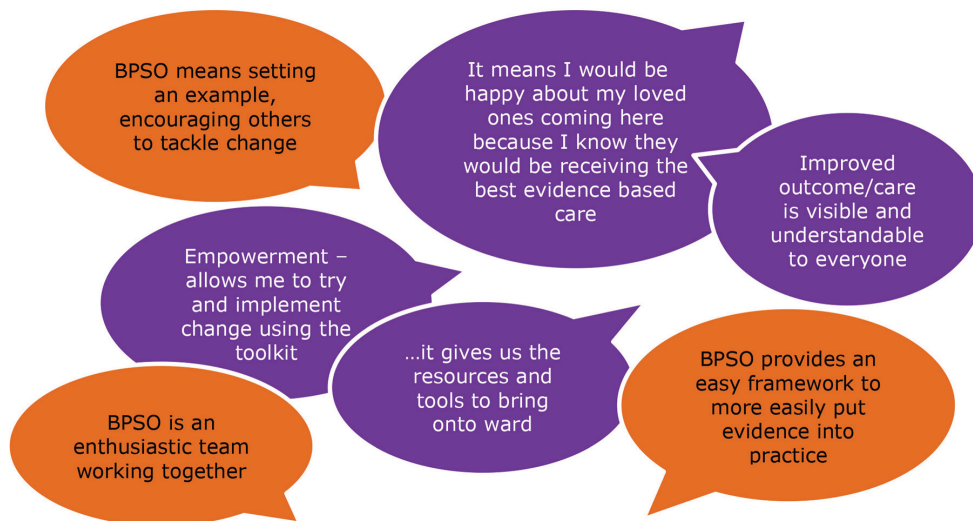 BPSO means setting
an example,
encouraging others
to tackle change
It means I would be
happy about my loved
ones coming here
because I know they
would be receiving the
best evidence based
care
Improved
outcome/care
is visible and
understandable
to everyone
Empowerment –
allows me to try
and implement
change using the
toolkit
…it gives us the
resources and
tools to bring
onto ward
BPSO provides an
easy framework to
more easily put
evidence into
practice
BPSO is an
enthusiastic team
working together